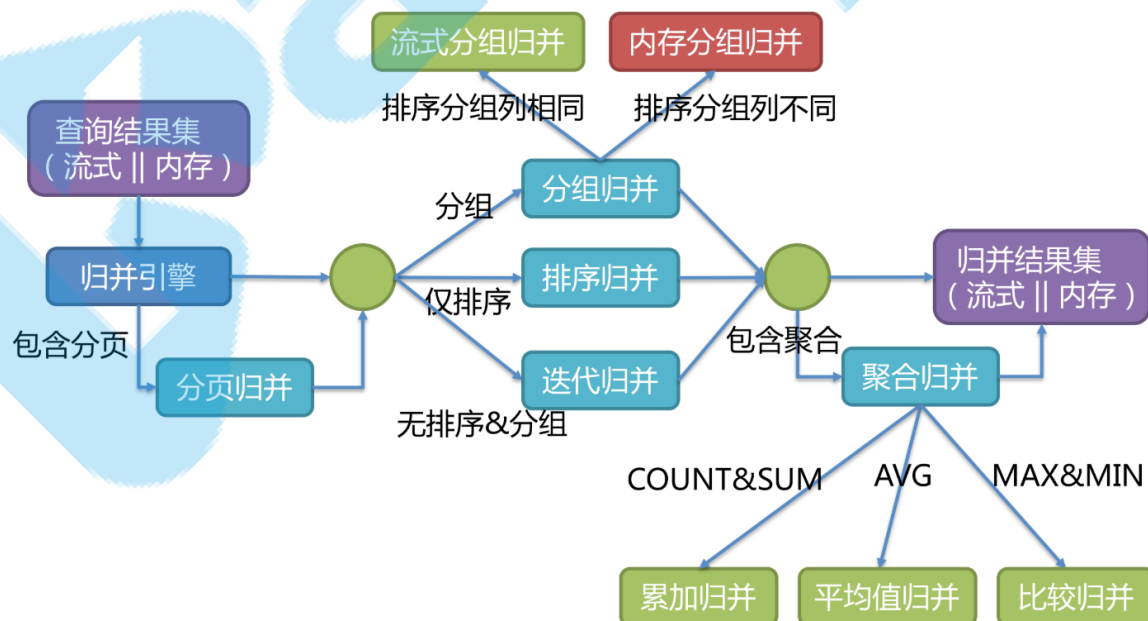 流式分组归并
内存分组归并
排序分组列相同
排序分组列不同
查询结果集
（流式 || 内存）
分组
分组归并
归并引擎
仅排序
排序归并
归并结果集
（流式 || 内存）
包含分页
分页归并
无排序&分组
迭代归并
包含聚合
聚合归并
COUNT&SUM
AVG
MAX&MIN
累加归并
平均值归并
比较归并